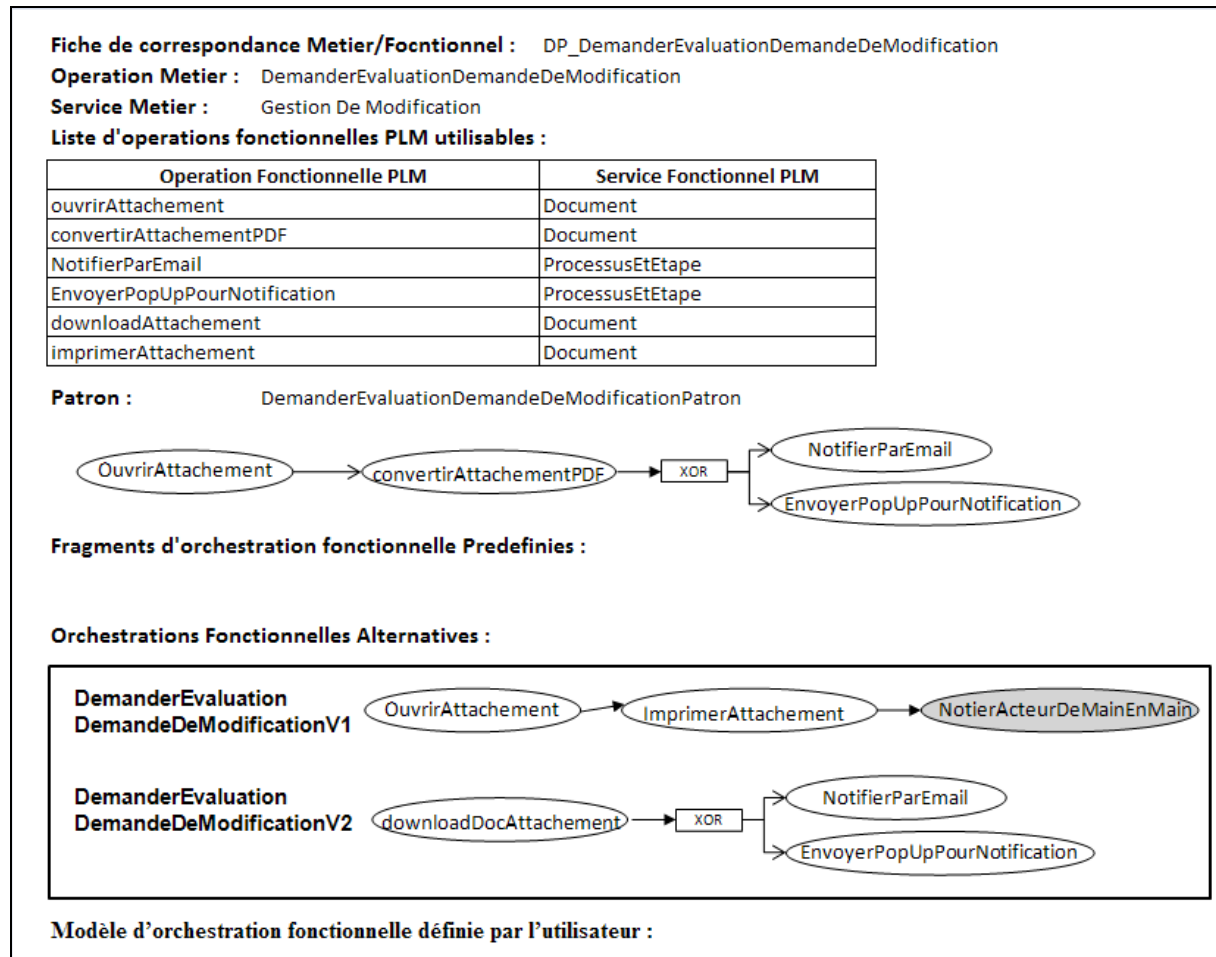 Fiche de correspondance Metier/Focntionnel : DP_DemanderEvaluationDemandeDeModification
Operation Metier : DemanderEvaluationDemandeDeModification
Service Metier : Gestion De Modification
Liste d'operations fonctionnelles PLM utilisables :
Operation Fonctionnelle PLM Service Fonctionnel PLM
ouvrirAttachement Document
convertirAttachementPDF Document
NotifierParEmail ProcessusEtEtape
EnvoyerPopUpPourNotification ProcessusEtEtape
downloadAttachement Document
imprimerAttachement Document
Patron : DemanderEvaluationDemandeDeModificationPatron
NotifierParEmail
OuvrirAttachement convertirAttachementPDF XOR
EnvoyerPopUpPourNotification
Fragments d'orchestration fonctionnelle Predefinies :
Orchestrations Fonctionnelles Alternatives :
DemanderEvaluation
DemandeDeModificationV1
OuvrirAttachement ImprimerAttachement NotierActeurDeMainEnMain
DemanderEvaluation
DemandeDeModificationV2
NotifierParEmail
downloadDocAttachement XOR
EnvoyerPopUpPourNotification
Modèle d'orchestration fonctionnelle définie par l'utilisateur :